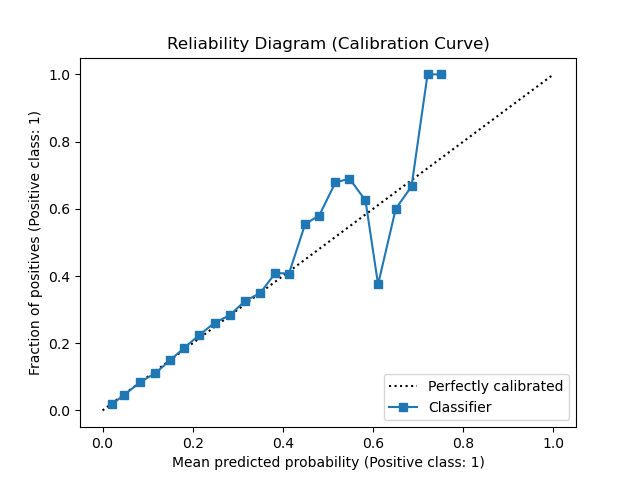 Reliability Diagram (Calibration Curve)
Fraction of positives (Positive class: 1)
1.0
0.8
0.6
0.4
0.2
0.0
0.0 0.2 0.4 0.6 0.8 1.0
Mean predicted probability (Positive class: 1)
Perfectly calibrated
Classifier